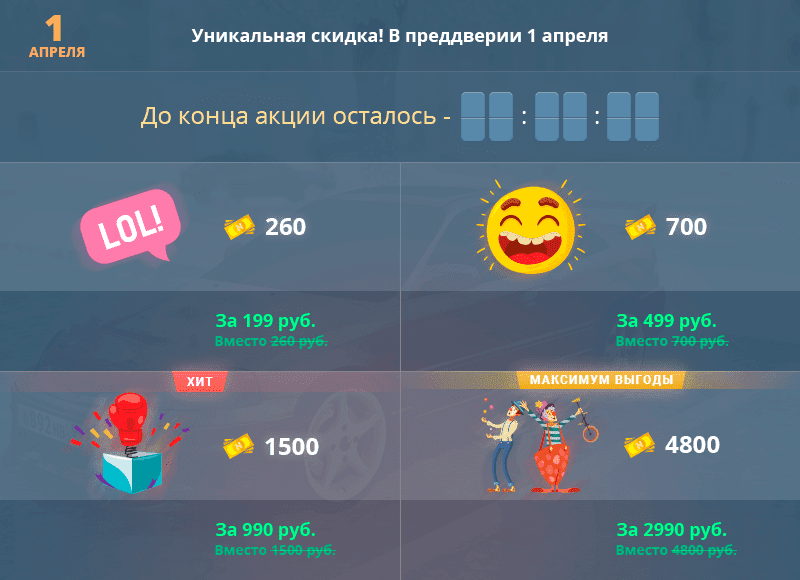 1
АПРЕЛЯ
Уникальная скидка! В преддверии 1 апреля
До конца акции осталось - : :
LOL!
260
700
За 199 руб.
Вместо 260 руб.
За 499 руб.
Вместо 700 руб.
ХИТ
МАКСИМУМ ВЫГОДЫ
1500
4800
За 990 руб.
Вместо 1500 руб.
За 2990 руб.
Вместо 4800 руб.